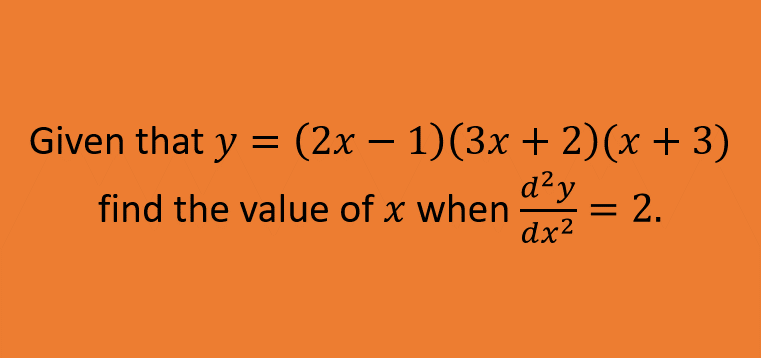 Given that y = (2x − 1)(3x + 2)(x + 3)
find the value of x when d²y/dx² = 2.